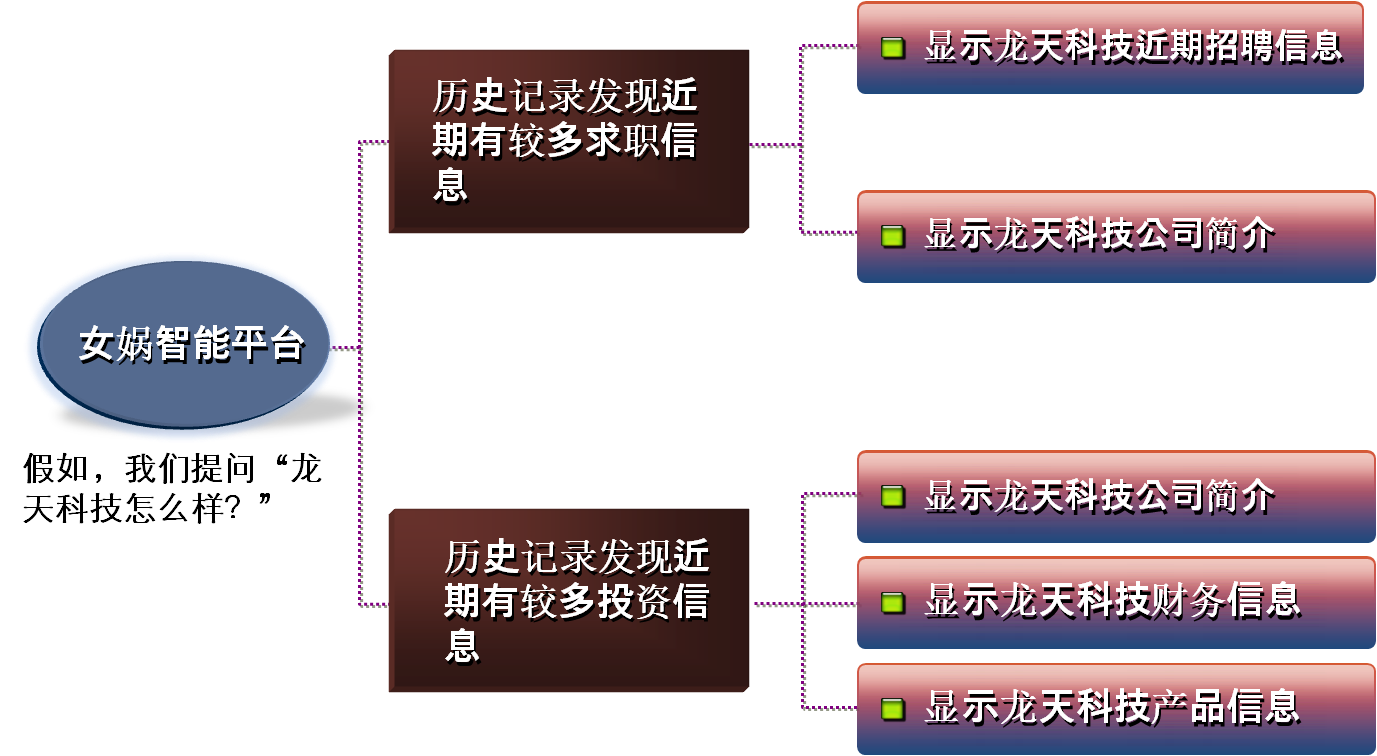 女娲智能平台
假如，我们提问“龙
天科技怎么样？”
历史记录发现近
期有较多求职信
息
显示龙天科技近期招聘信息
显示龙天科技公司简介
历史记录发现近
期有较多投资信
息
显示龙天科技公司简介
显示龙天科技财务信息
显示龙天科技产品信息